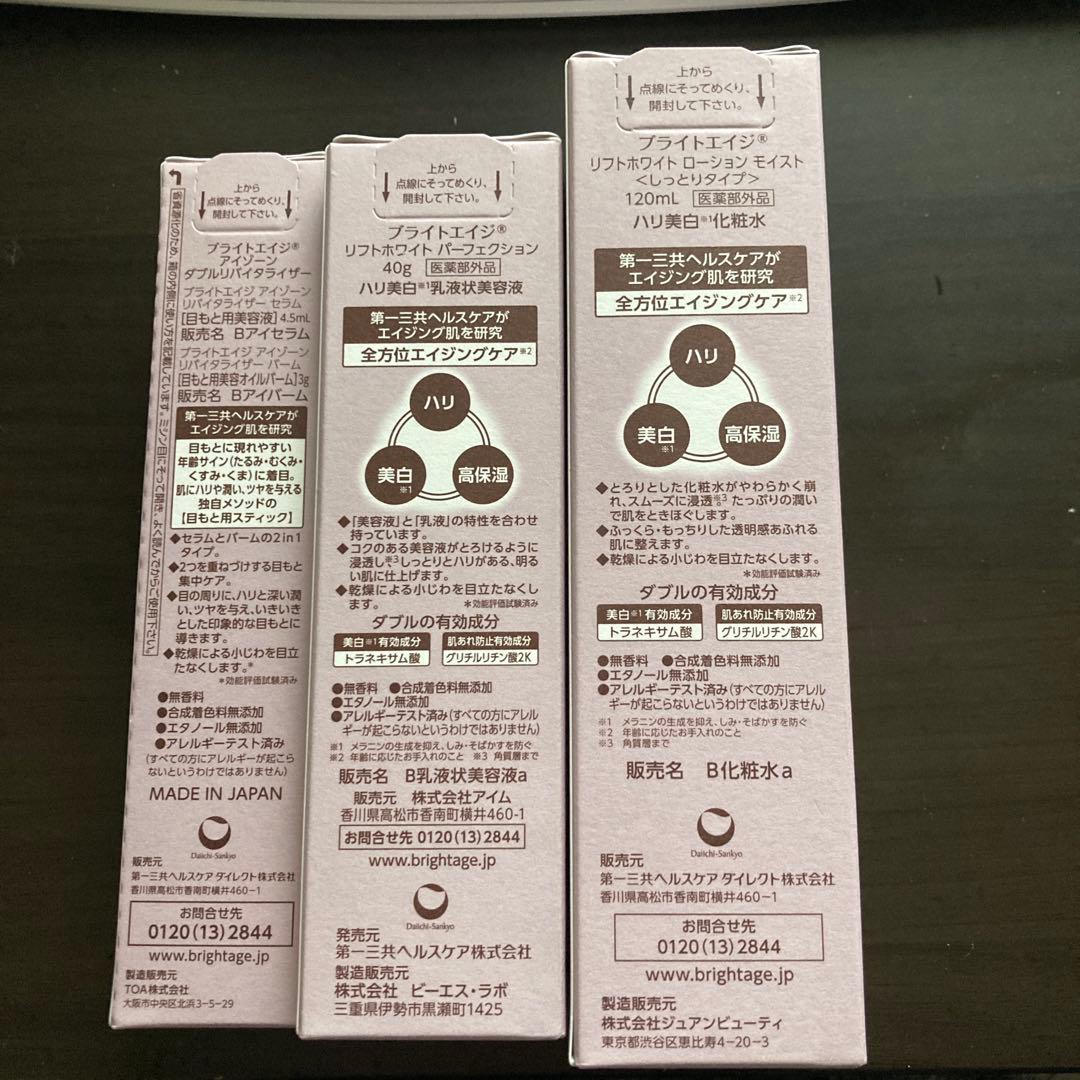 省資源化のため、箱の内側に使い方を記載しています。ミシン目にそって開き、よく読んでからご使用下さい。
上から
点線にそってめくり、
開封して下さい。
ブライトエイジ®
アイゾーン
ダブルリバイタライザー
ブライトエイジ アイゾーン
リバイタライザー セラム
[目もと用美容液] 4.5mL
販売名 Bアイセラム
ブライトエイジ アイゾーン
リバイタライザー バーム
[目もと用美容オイルバーム]3g
販売名 Bアイバーム
第一三共ヘルスケアが
エイジング肌を研究
目もとに現れやすい
年齢サイン(たるみ・むくみ・
くすみ・くま)に着目。
肌にハリや潤い、ツヤを与える
独自メソッドの
【目もと用スティック】
◆セラムとバームの2in1
タイプ。
◆2つを重ねづけする目もと
集中ケア。
◆目の周りに、ハリと深い潤
い、ツヤを与え、いきいき
とした印象的な目もとに
導きます。
◆乾燥による小じわを目立
たなくします。*
*効能評価試験済み
●無香料
●合成着色料無添加
●エタノール無添加
●アレルギーテスト済み
(すべての方にアレルギーが起こら
ないというわけではありません)
MADE IN JAPAN
Daiichi-Sankyo
販売元
第一三共ヘルスケア ダイレクト株式会社
香川県高松市香南町横井460-1
お問合せ先
0120(13)2844
www.brightage.jp
製造販売元
TOA株式会社
大阪市中央区北浜3-5-29
上から
点線にそってめくり、
開封して下さい。
ブライトエイジ®
リフトホワイト パーフェクション
40g 医薬部外品
ハリ美白※1乳液状美容液
第一三共ヘルスケアが
エイジング肌を研究
全方位エイジングケア※2
ハリ
美白※1
高保湿
◆「美容液」と「乳液」の特性を合わせ
持っています。
◆コクのある美容液がとろけるように
浸透し※3しっとりとハリがある、明る
い肌に仕上げます。
◆乾燥による小じわを目立たなくし
ます。 *効能評価試験済み
ダブルの有効成分
美白※1有効成分
トラネキサム酸
肌あれ防止有効成分
グリチルリチン酸2K
●無香料 ●合成着色料無添加
●エタノール無添加
●アレルギーテスト済み(すべての方にアレル
ギーが起こらないというわけではありません)
※1 メラニンの生成を抑え、しみ・そばかすを防ぐ
※2 年齢に応じたお手入れのこと ※3 角質層まで
販売名 B乳液状美容液a
販売元 株式会社アイム
香川県高松市香南町横井460-1
お問合せ先 0120(13)2844
www.brightage.jp
Daiichi-Sankyo
発売元
第一三共ヘルスケア株式会社
製造販売元
株式会社 ビーエス・ラボ
三重県伊勢市黒瀬町1425
上から
点線にそってめくり、
開封して下さい。
ブライトエイジ®
リフトホワイト ローション モイスト
<しっとりタイプ>
120mL 医薬部外品
ハリ美白※1化粧水
第一三共ヘルスケアが
エイジング肌を研究
全方位エイジングケア※2
ハリ
美白※1
高保湿
◆とろりとした化粧水がやわらかく崩
れ、スムーズに浸透※3 たっぷりの潤い
で肌をときほぐします。
◆ふっくら・もっちりした透明感あふれる
肌に整えます。
◆乾燥による小じわを目立たなくします。
*効能評価試験済み
ダブルの有効成分
美白※1有効成分
トラネキサム酸
肌あれ防止有効成分
グリチルリチン酸2K
●無香料 ●合成着色料無添加
●エタノール無添加
●アレルギーテスト済み(すべての方にアレル
ギーが起こらないというわけではありません)
※1 メラニンの生成を抑え、しみ・そばかすを防ぐ
※2 年齢に応じたお手入れのこと
※3 角質層まで
販売名 B化粧水a
Daiichi-Sankyo
販売元
第一三共ヘルスケア ダイレクト株式会社
香川県高松市香南町横井460-1
お問合せ先
0120(13)2844
www.brightage.jp
製造販売元
株式会社ジュアンビューティ
東京都渋谷区恵比寿4-20-3